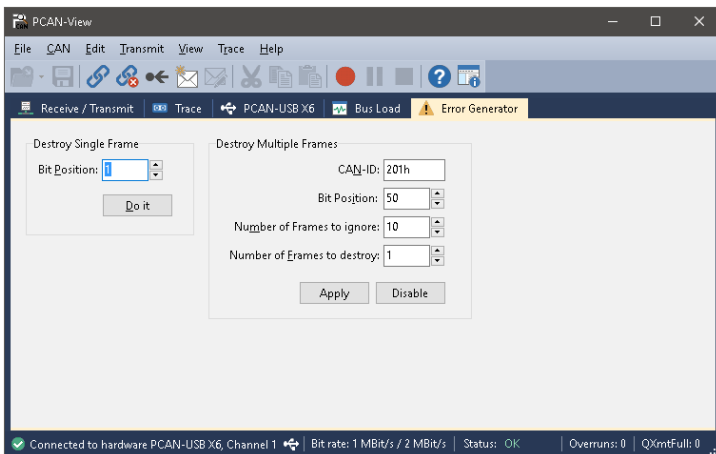 PCAN-View
File CAN Edit Transmit View Trace Help
Receive / Transmit Trace PCAN-USB X6 Bus Load Error Generator
Destroy Single Frame
Bit Position: 1
Do it
Destroy Multiple Frames
CAN-ID: 201h
Bit Position: 50
Number of Frames to ignore: 10
Number of Frames to destroy: 1
Apply Disable
Connected to hardware PCAN-USB X6, Channel 1 Bit rate: 1 MBit/s / 2 MBit/s Status: OK Overruns: 0 QXmtFull: 0